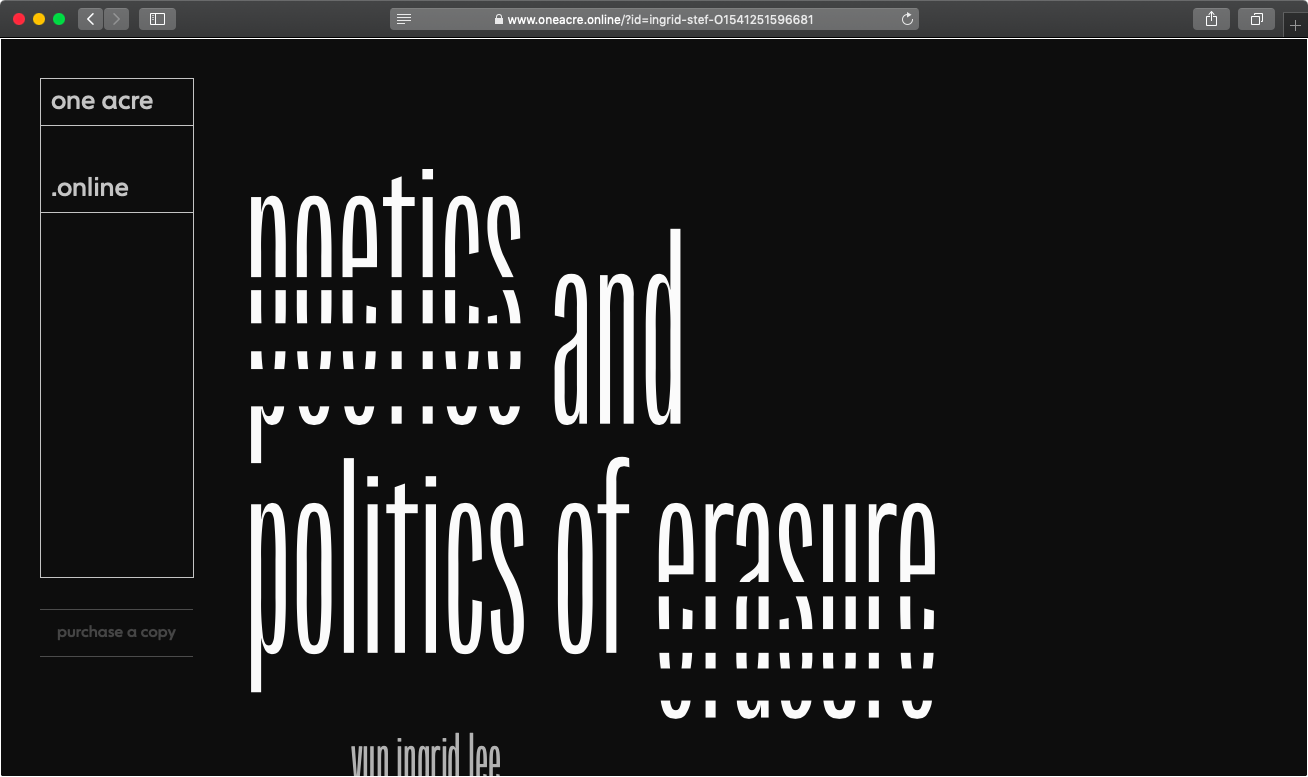 www.oneacre.online/?id=ingrid-stef-O1541251596681
one acre
.online
poetics and
politics of erasure
purchase a copy
yun ingrid lee